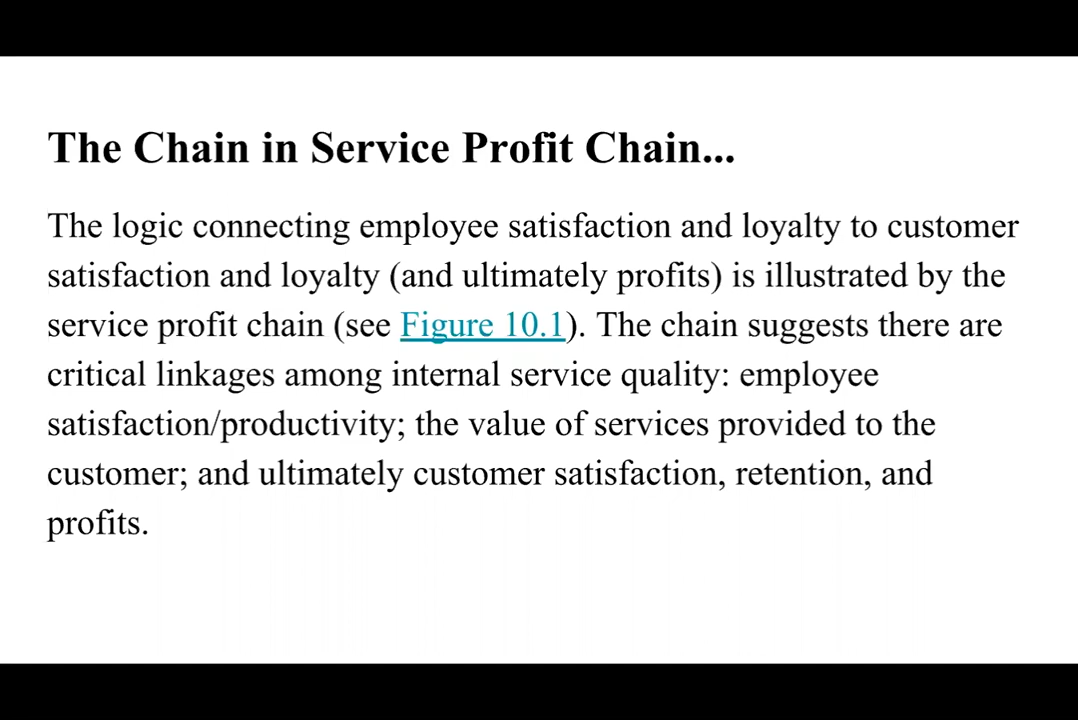 The Chain in Service Profit Chain...
The logic connecting employee satisfaction and loyalty to customer
satisfaction and loyalty (and ultimately profits) is illustrated by the
service profit chain (see Figure 10.1). The chain suggests there are
critical linkages among internal service quality: employee
satisfaction/productivity; the value of services provided to the
customer; and ultimately customer satisfaction, retention, and
profits.